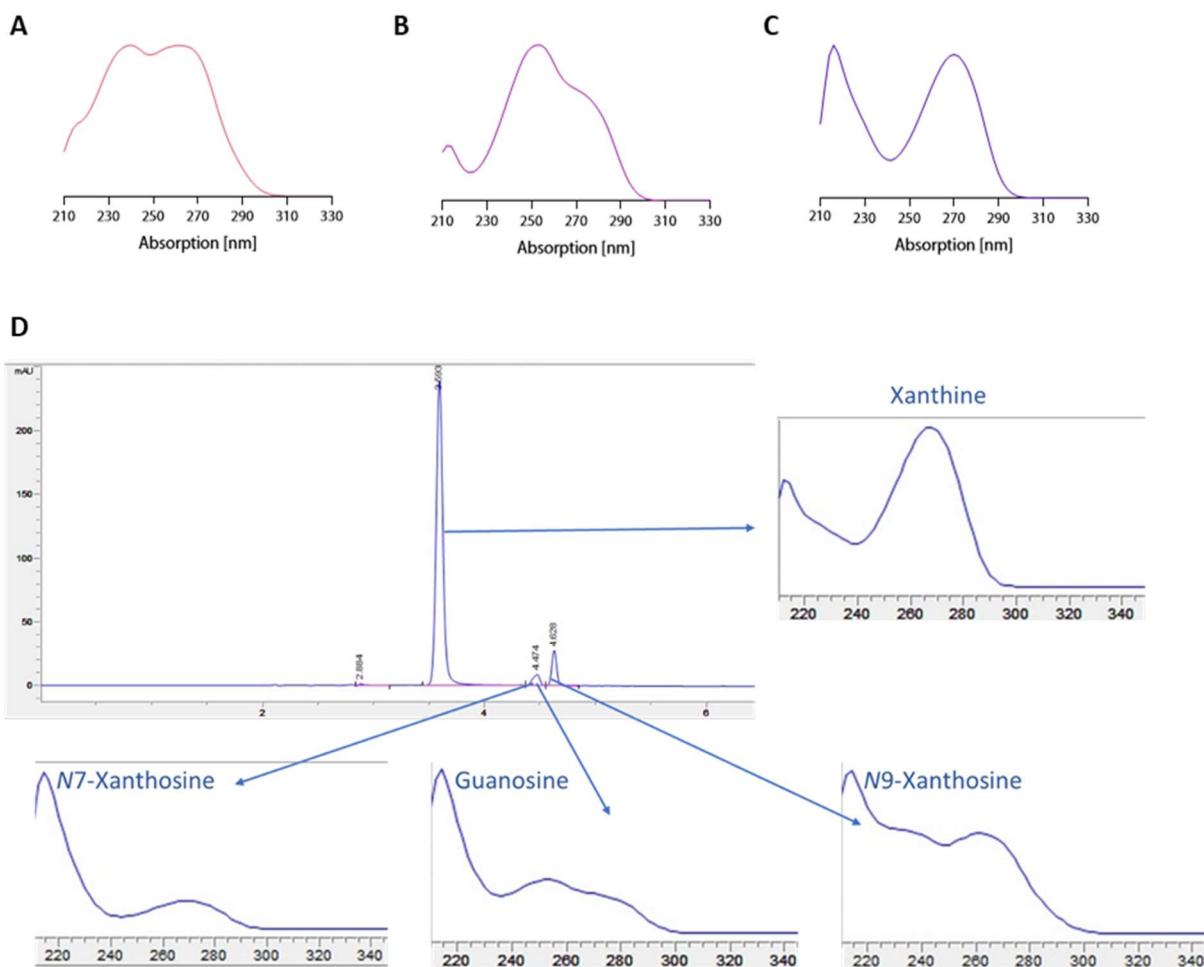 A
B
C
210 230 250 270 290 310 330
Absorption [nm]
210 230 250 270 290 310 330
Absorption [nm]
210 230 250 270 290 310 330
Absorption [nm]
D
mAU
200
150
100
50
0
2.884
4.474
4.628
2 4 6
Xanthine
220 240 260 280 300 320 340
N7-Xanthosine
220 240 260 280 300 320 340
Guanosine
220 240 260 280 300 320 340
N9-Xanthosine
220 240 260 280 300 320 340